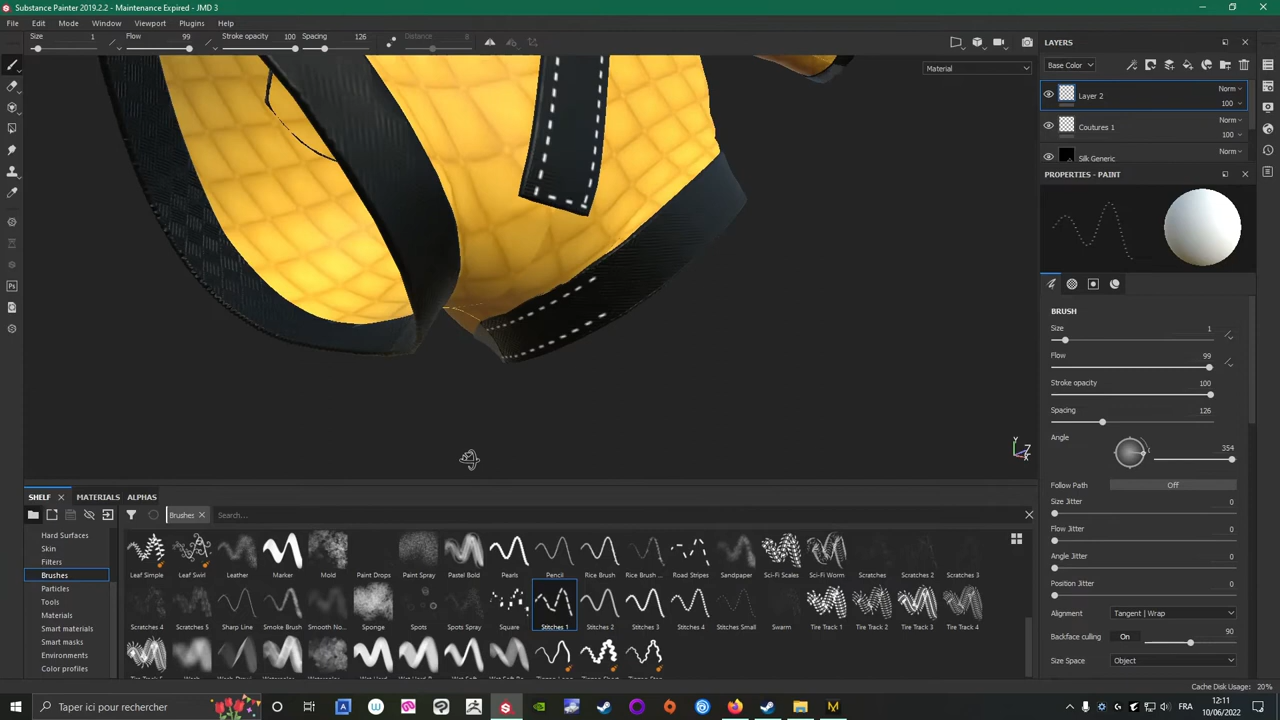 Substance Painter 2019.2.2 - Maintenance Expired - JMD 3
File Edit Mode Window Viewport Plugins Help
Size 1 Flow 99 Stroke opacity 100 Spacing 126 Distance 8
Material
LAYERS
Base Color
Layer 2 Norm 100
Coutures 1 Norm 100
Silk Generic Norm
PROPERTIES - PAINT
BRUSH
Size 1
Flow 99
Stroke opacity 100
Spacing 126
Angle 354
Follow Path Off
Size Jitter 0
Flow Jitter 0
Angle Jitter 0
Position Jitter 0
Alignment Tangent | Wrap
Backface culling On 90
Size Space Object
Y
Z
SHELF MATERIALS ALPHAS
Brushes Search...
Hard Surfaces
Skin
Filters
Brushes
Particles
Tools
Materials
Smart materials
Smart masks
Environments
Color profiles
Leaf Simple Leaf Swirl Leather Marker Mold Paint Drops Paint Spray Pastel Bold Pearls Pencil Rice Brush Rice Brush ... Road Stripes Sandpaper Sci-Fi Scales Sci-Fi Worm Scratches Scratches 2 Scratches 3
Scratches 4 Scratches 5 Sharp Line Smoke Brush Smooth No... Sponge Spots Spots Spray Square Stitches 1 Stitches 2 Stitches 3 Stitches 4 Stitches Small Swarm Tire Track 1 Tire Track 2 Tire Track 3 Tire Track 4
Cache Disk Usage: 20%
Taper ici pour rechercher
FR
12:11
10/06/2022